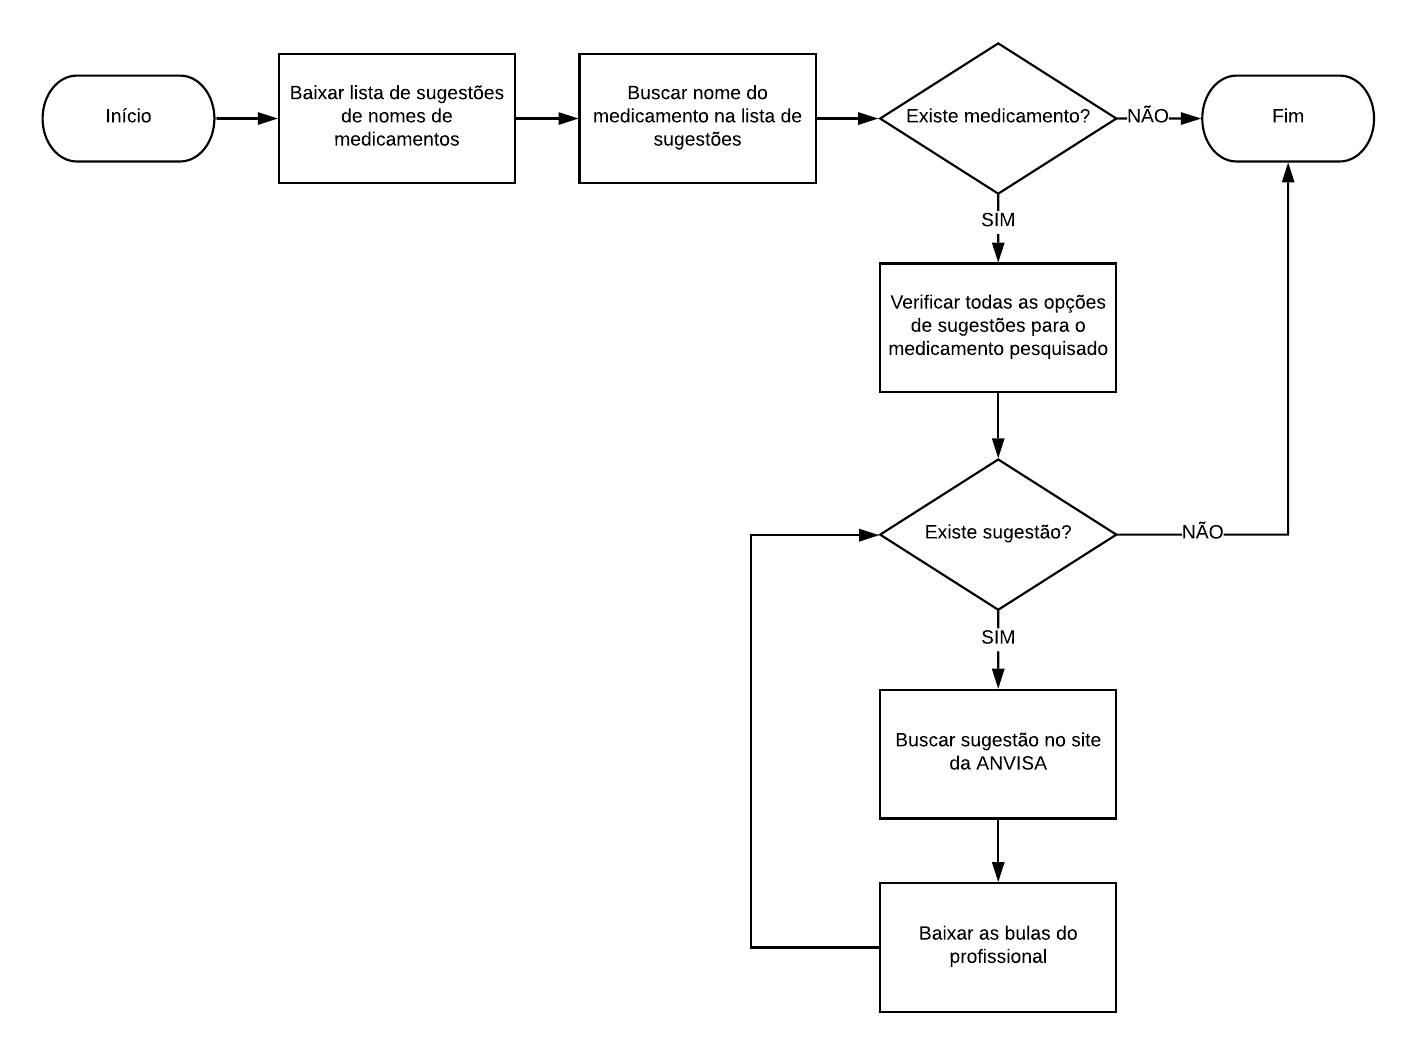 Início
Baixar lista de sugestões
de nomes de
medicamentos
Buscar nome do
medicamento na lista de
sugestões
Existe medicamento?
NÃO
Fim
SIM
Verificar todas as opções
de sugestões para o
medicamento pesquisado
Existe sugestão?
NÃO
SIM
Buscar sugestão no site
da ANVISA
Baixar as bulas do
profissional